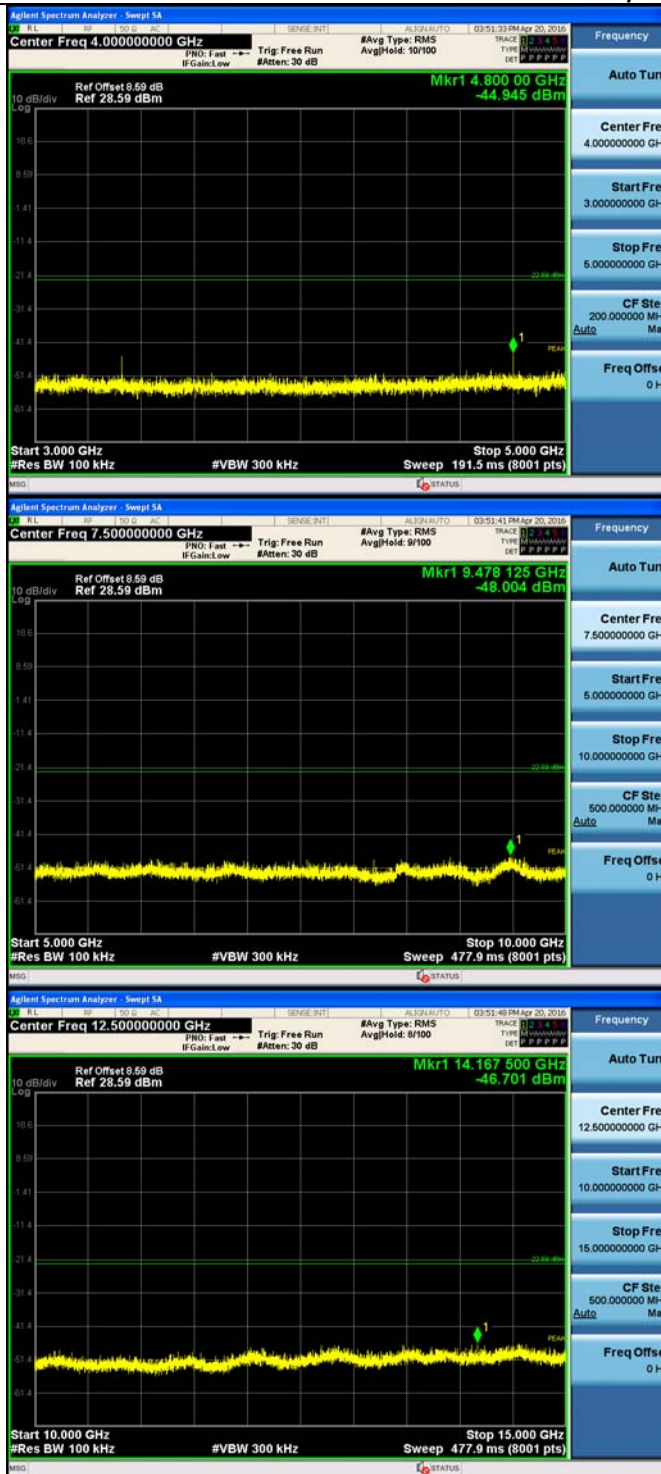 Agilent Spectrum Analyzer - Swept SA
RL RF 50 Ω AC SENSE:INT ALIGN AUTO 03:51:33 PM Apr 20, 2016
Center Freq 4.000000000 GHz
PNO: Fast
IFGain:Low
Trig: Free Run
#Atten: 30 dB
#Avg Type: RMS
Avg|Hold: 10/100
TRACE 1 2 3 4 5
TYPE
DET P P P P P P
Frequency
Ref Offset 8.59 dB
10 dB/div Ref 28.59 dBm
Log
Mkr1 4.800 00 GHz
-44.945 dBm
18.6
8.59
-1.41
-11.4
-21.4
-31.4
-41.4
-51.4
-61.4
1
PEAK
Start 3.000 GHz Stop 5.000 GHz
#Res BW 100 kHz #VBW 300 kHz Sweep 191.5 ms (8001 pts)
MSG STATUS
Auto Tun
Center Fre
4.000000000 GH
Start Fre
3.000000000 GH
Stop Fre
5.000000000 GH
CF Ste
200.000000 MH
Auto Ma
Freq Offse
0 H
Agilent Spectrum Analyzer - Swept SA
RL RF 50 Ω AC SENSE:INT ALIGN AUTO 03:51:41 PM Apr 20, 2016
Center Freq 7.500000000 GHz
PNO: Fast
IFGain:Low
Trig: Free Run
#Atten: 30 dB
#Avg Type: RMS
Avg|Hold: 9/100
TRACE 1 2 3 4 5
TYPE
DET P P P P P P
Frequency
Ref Offset 8.59 dB
10 dB/div Ref 28.59 dBm
Log
Mkr1 9.478 125 GHz
-48.004 dBm
18.6
8.59
-1.41
-11.4
-21.4
-31.4
-41.4
-51.4
-61.4
1
PEAK
Start 5.000 GHz Stop 10.000 GHz
#Res BW 100 kHz #VBW 300 kHz Sweep 477.9 ms (8001 pts)
MSG STATUS
Auto Tun
Center Fre
7.500000000 GH
Start Fre
5.000000000 GH
Stop Fre
10.000000000 GH
CF Ste
500.000000 MH
Auto Ma
Freq Offse
0 H
Agilent Spectrum Analyzer - Swept SA
RL RF 50 Ω AC SENSE:INT ALIGN AUTO 03:51:48 PM Apr 20, 2016
Center Freq 12.500000000 GHz
PNO: Fast
IFGain:Low
Trig: Free Run
#Atten: 30 dB
#Avg Type: RMS
Avg|Hold: 8/100
TRACE 1 2 3 4 5
TYPE
DET P P P P P P
Frequency
Ref Offset 8.59 dB
10 dB/div Ref 28.59 dBm
Log
Mkr1 14.167 500 GHz
-46.701 dBm
18.6
8.59
-1.41
-11.4
-21.4
-31.4
-41.4
-51.4
-61.4
1
PEAK
Start 10.000 GHz Stop 15.000 GHz
#Res BW 100 kHz #VBW 300 kHz Sweep 477.9 ms (8001 pts)
MSG STATUS
Auto Tun
Center Fre
12.500000000 GH
Start Fre
10.000000000 GH
Stop Fre
15.000000000 GH
CF Ste
500.000000 MH
Auto Ma
Freq Offse
0 H